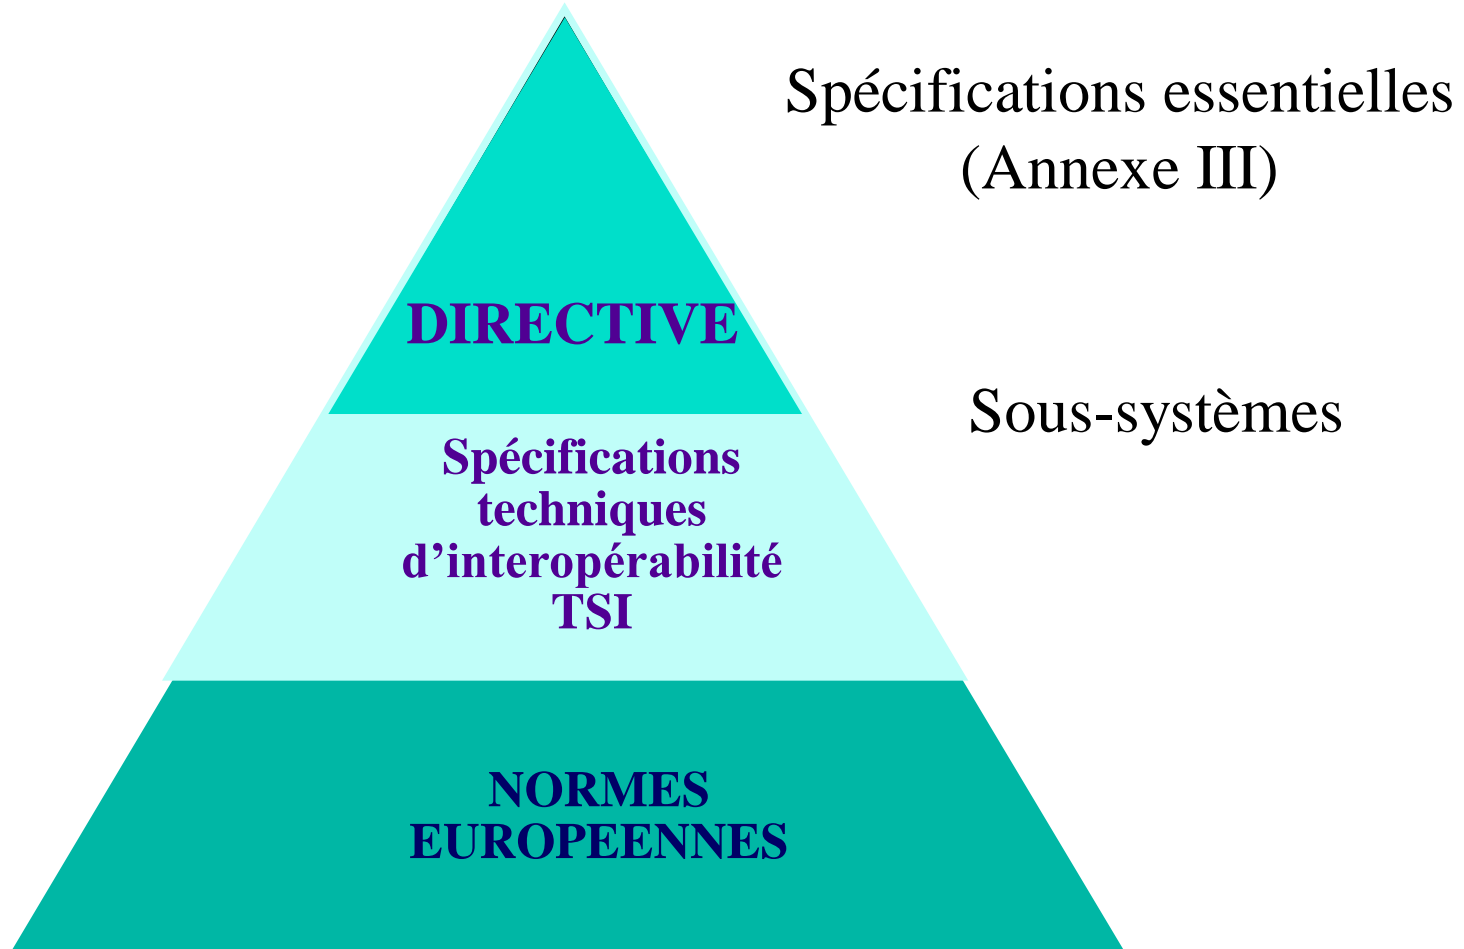 Spécifications essentielles
(Annexe III)
DIRECTIVE
Sous-systèmes
Spécifications
techniques
d’interopérabilité
TSI
NORMES
EUROPEENNES